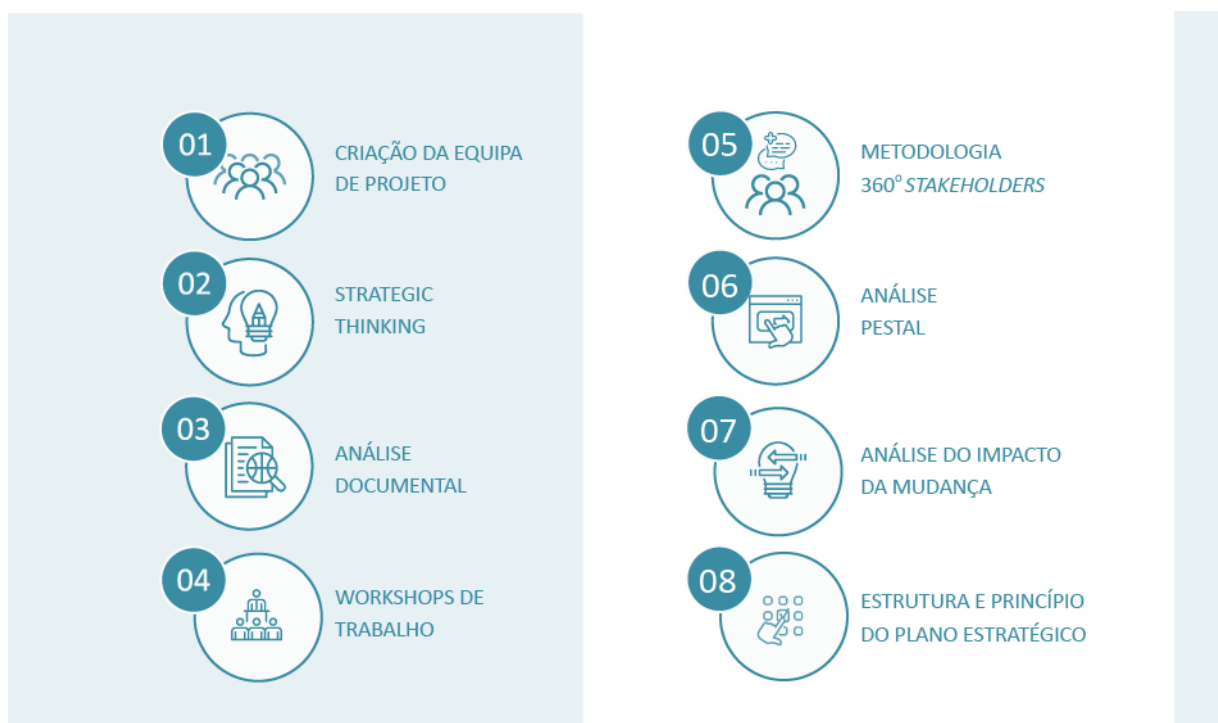 01
CRIAÇÃO DA EQUIPA
DE PROJETO
02
STRATEGIC
THINKING
03
ANÁLISE
DOCUMENTAL
04
WORKSHOPS DE
TRABALHO
05
METODOLOGIA
360º STAKEHOLDERS
06
ANÁLISE
PESTAL
07
ANÁLISE DO IMPACTO
DA MUDANÇA
08
ESTRUTURA E PRINCÍPIO
DO PLANO ESTRATÉGICO